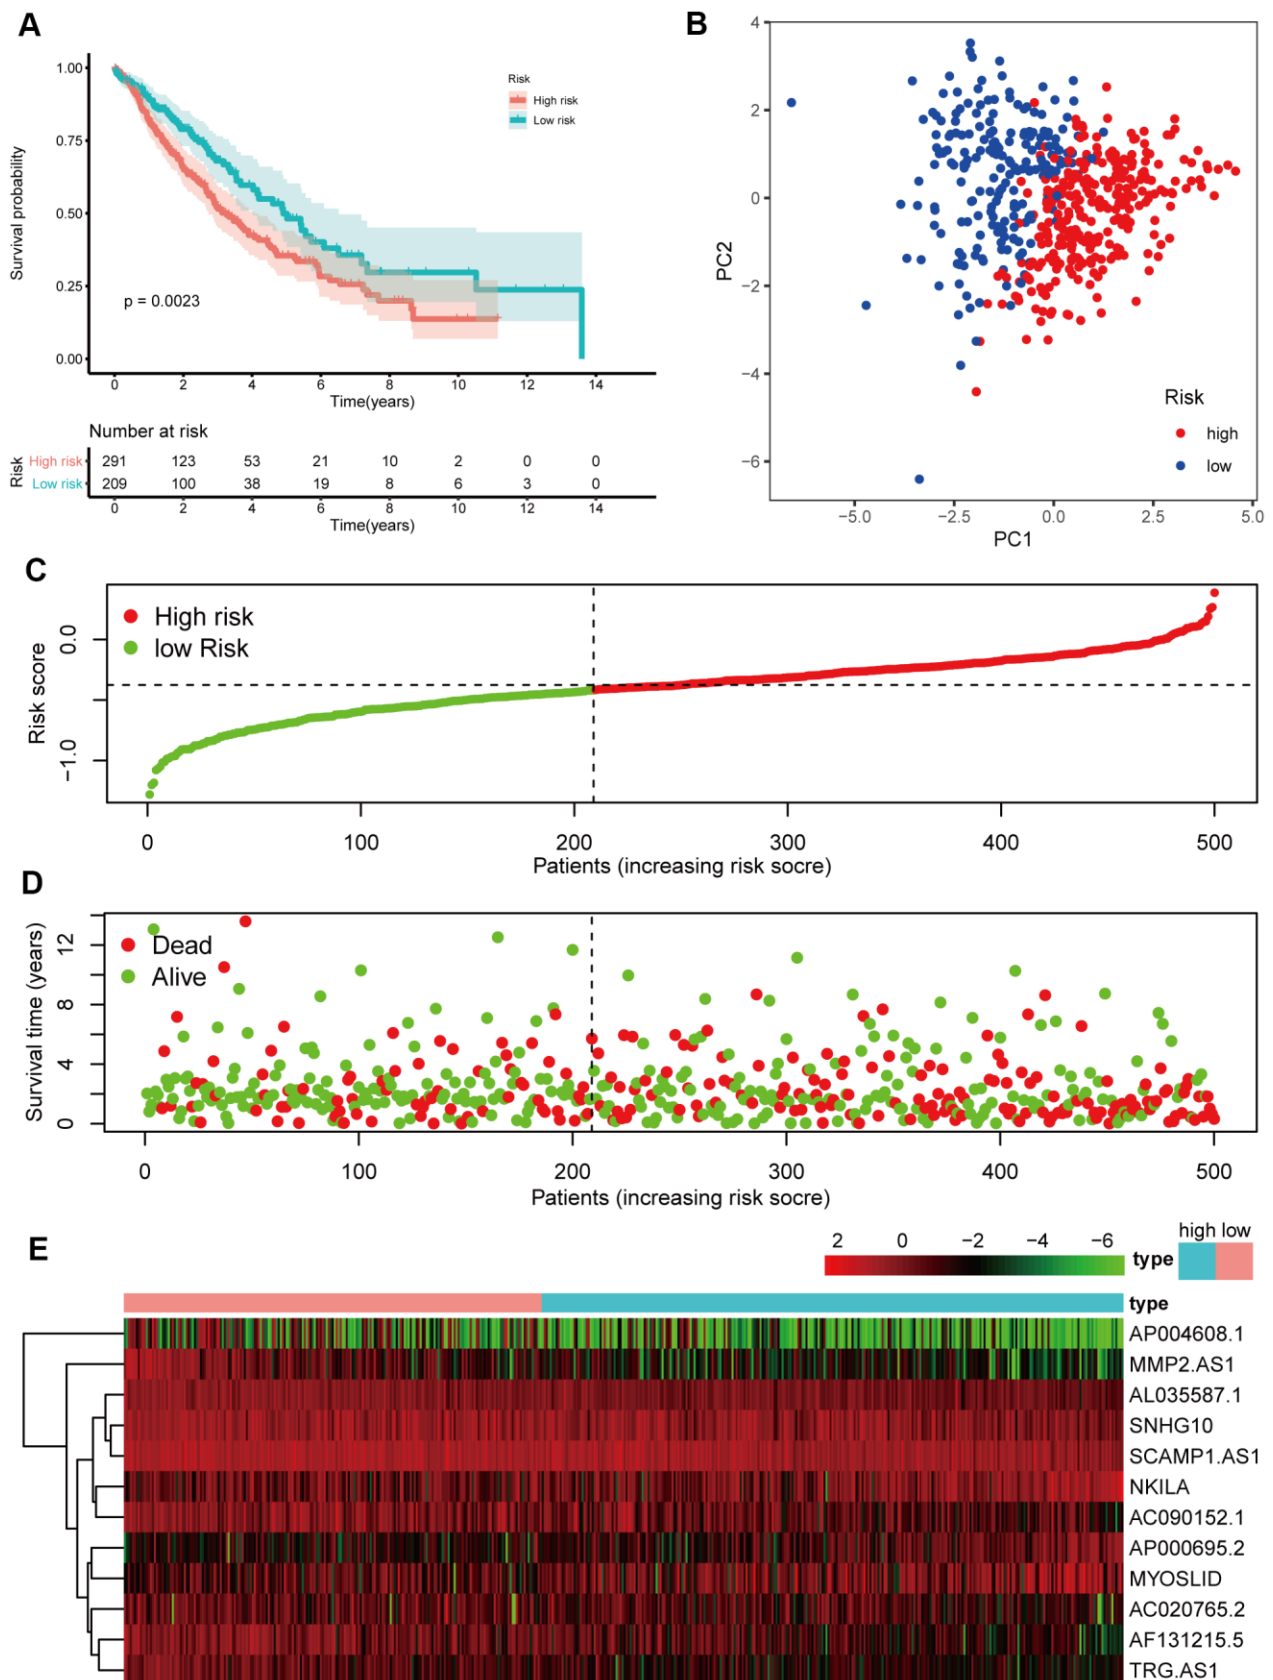 A
1.00
0.75
0.50
0.25
0.00
Survival probability
p = 0.0023
Risk
High risk
Low risk
0 2 4 6 8 10 12 14
Time(years)
Number at risk
Risk
High risk 291 123 53 21 10 2 0 0
Low risk 209 100 38 19 8 6 3 0
0 2 4 6 8 10 12 14
Time(years)
B
4
2
0
−2
−4
−6
PC2
Risk
high
low
−5.0 −2.5 0.0 2.5 5.0
PC1
C
High risk
low Risk
0.0
−1.0
Risk score
0 100 200 300 400 500
Patients (increasing risk socre)
D
Dead
Alive
12
8
4
0
Survival time (years)
0 100 200 300 400 500
Patients (increasing risk socre)
E
2 0 −2 −4 −6
type
high low
type
AP004608.1
MMP2.AS1
AL035587.1
SNHG10
SCAMP1.AS1
NKILA
AC090152.1
AP000695.2
MYOSLID
AC020765.2
AF131215.5
TRG.AS1